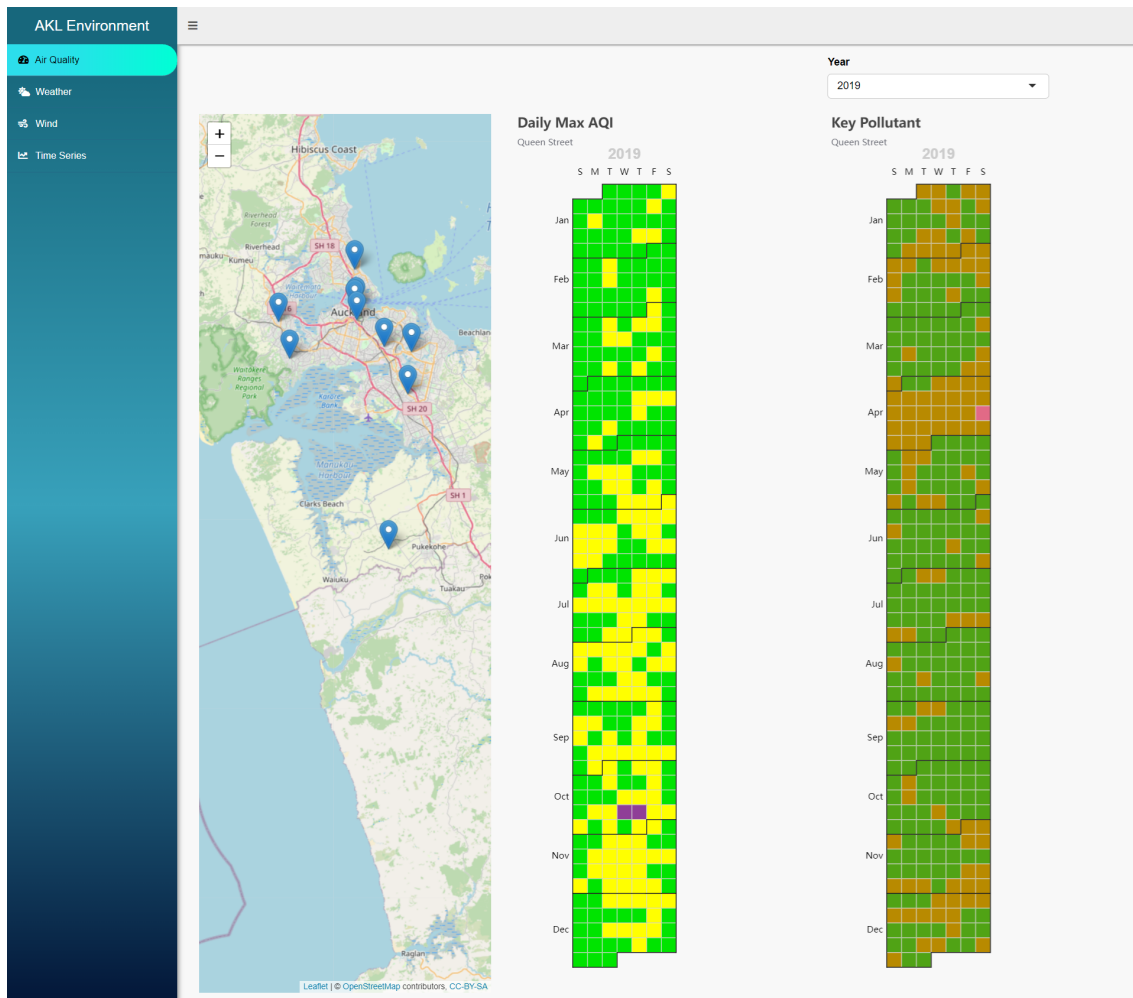 AKL Environment
Air Quality
Weather
Wind
Time Series
Year
2019
+
−
Hibiscus Coast
Riverhead
Forest
Riverhead
Kumeu
SH 18
Auckland
Beachlan
Waitakere
Ranges
Regional
Park
SH 20
Manukau
Harbour
SH 1
Clarks Beach
Pukekohe
Waiuku
Tuakau
Raglan
Leaflet | © OpenStreetMap contributors, CC-BY-SA
Daily Max AQI
Queen Street
2019
S M T W T F S
Jan
Feb
Mar
Apr
May
Jun
Jul
Aug
Sep
Oct
Nov
Dec
Key Pollutant
Queen Street
2019
S M T W T F S
Jan
Feb
Mar
Apr
May
Jun
Jul
Aug
Sep
Oct
Nov
Dec